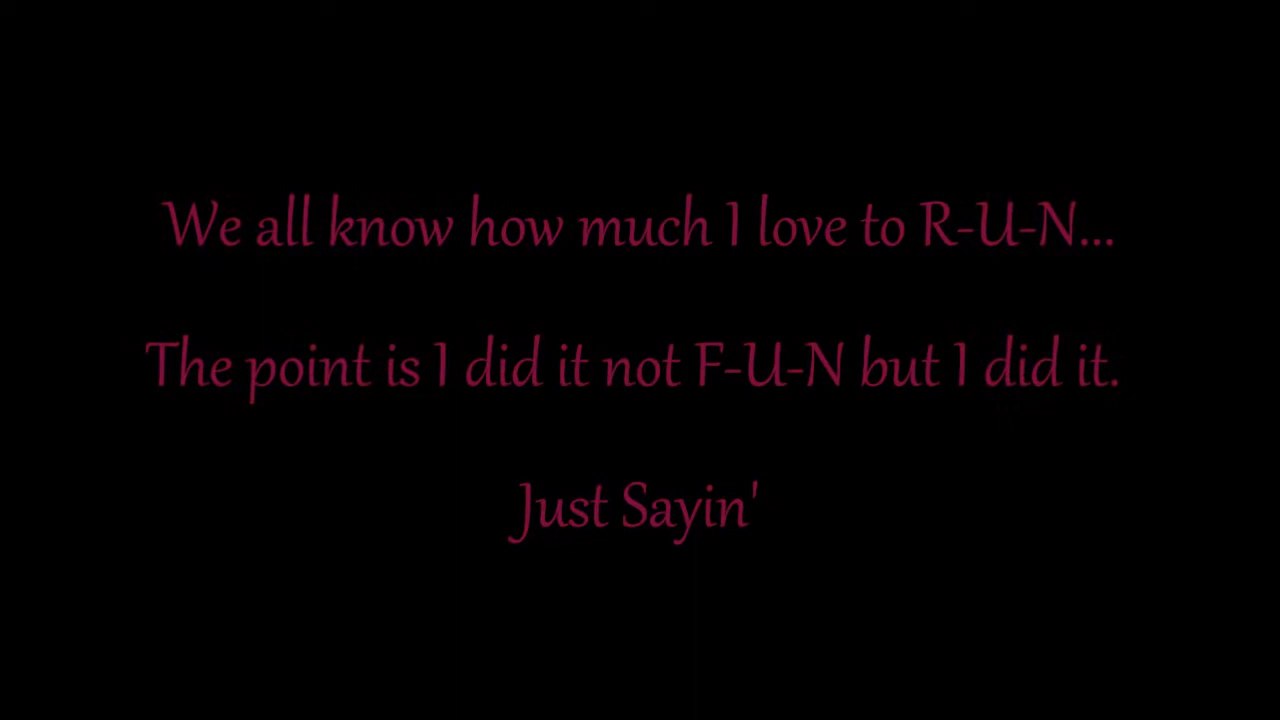 We all know how much I love to R-U-N...
The point is I did it not F-U-N but I did it.
Just Sayin'